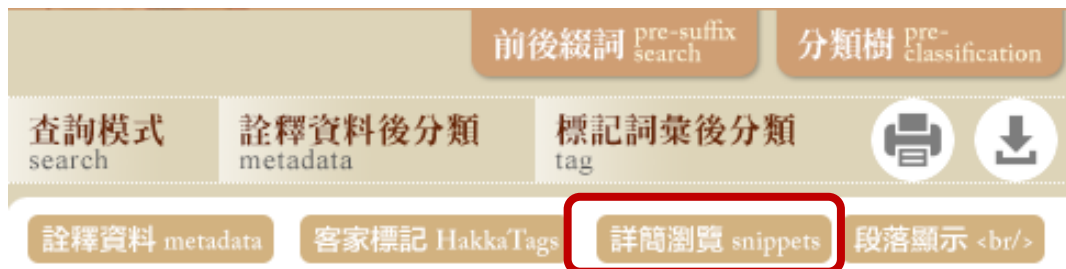 前後綴詞 pre-suffix search
分類樹 pre-classification
查詢模式 search
詮釋資料後分類 metadata
標記詞彙後分類 tag
詮釋資料 metadata
客家標記 HakkaTags
詳簡瀏覽 snippets
段落顯示 <br/>